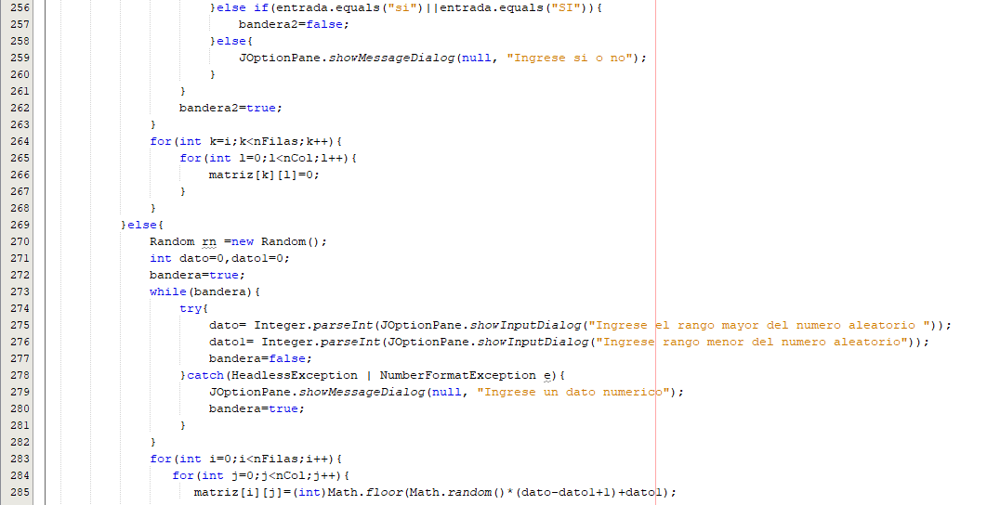 256 }else if(entrada.equals("si")||entrada.equals("SI")){
257 bandera2=false;
258 }else{
259 JOptionPane.showMessageDialog(null, "Ingrese si o no");
260 }
261 }
262 bandera2=true;
263 }
264 for(int k=i;k<nFilas;k++){
265 for(int l=0;l<nCol;l++){
266 matriz[k][l]=0;
267 }
268 }
269 }else{
270 Random rn =new Random();
271 int dato=0,dato1=0;
272 bandera=true;
273 while(bandera){
274 try{
275 dato= Integer.parseInt(JOptionPane.showInputDialog("Ingrese el rango mayor del numero aleatorio "));
276 dato1= Integer.parseInt(JOptionPane.showInputDialog("Ingrese rango menor del numero aleatorio"));
277 bandera=false;
278 }catch(HeadlessException | NumberFormatException e){
279 JOptionPane.showMessageDialog(null, "Ingrese un dato numerico");
280 bandera=true;
281 }
282 }
283 for(int i=0;i<nFilas;i++){
284 for(int j=0;j<nCol;j++){
285 matriz[i][j]=(int)Math.floor(Math.random()*(dato-dato1+1)+dato1);